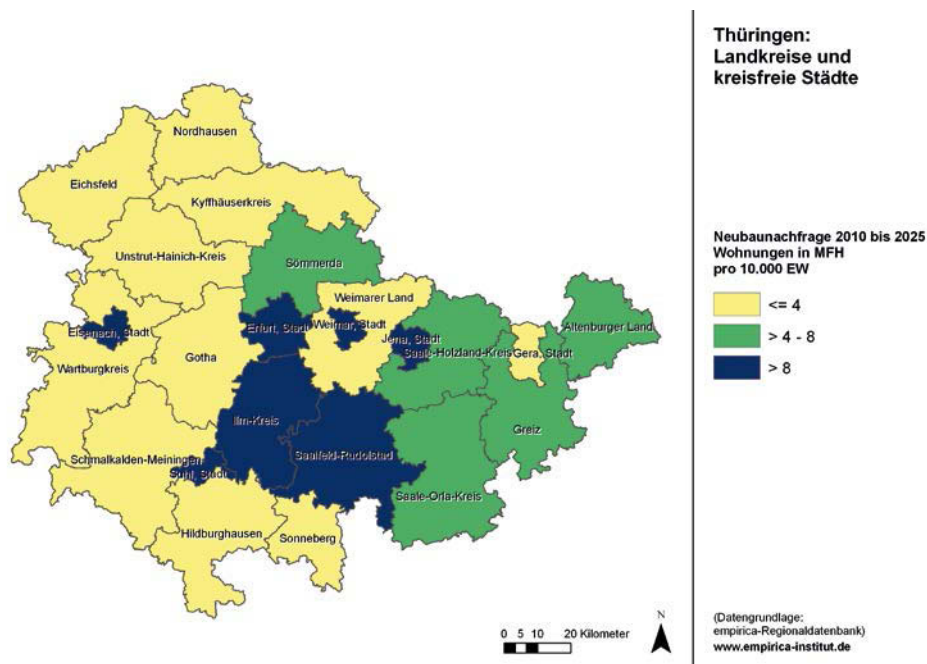 Thüringen:
Landkreise und
kreisfreie Städte
Nordhausen
Eichsfeld
Kyffhäuserkreis
Unstrut-Hainich-Kreis
Sömmerda
Weimarer Land
Eisenach, Stadt
Erfurt, Stadt
Weimar, Stadt
Jena, Stadt
Altenburger Land
Saale-Holzland-Kreis
Gera, Stadt
Gotha
Wartburgkreis
Ilm-Kreis
Greiz
Saalfeld-Rudolstad
Schmalkalden-Meiningen
Suhl, Stadt
Saale-Orla-Kreis
Hildburghausen
Sonneberg
Neubaunachfrage 2010 bis 2025
Wohnungen in MFH
pro 10.000 EW
<= 4
> 4 - 8
> 8
N
0 5 10 20 Kilometer
(Datengrundlage:
empirica-Regionaldatenbank)
www.empirica-institut.de